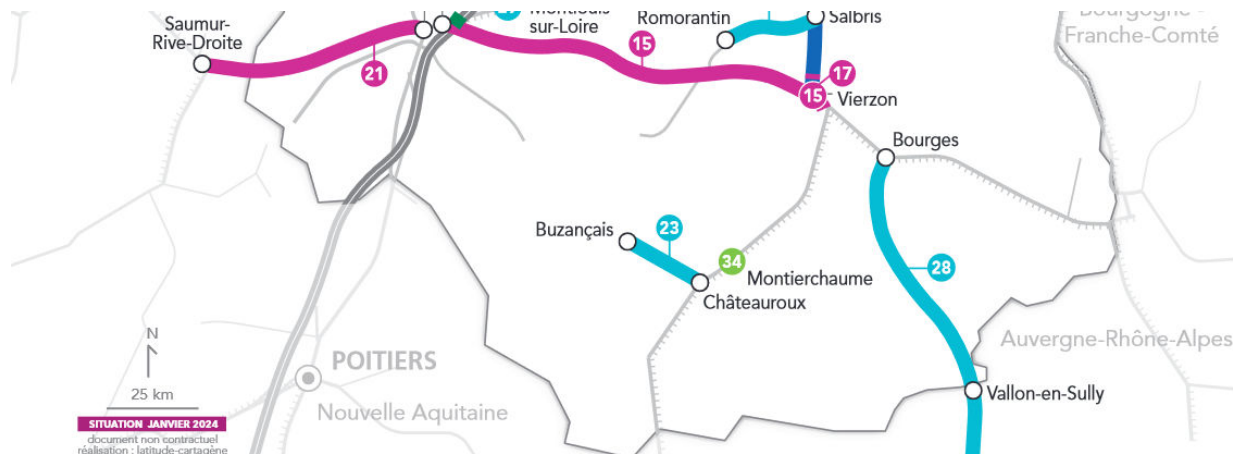 Montlouis
sur-Loire
Romorantin
Salbris
Bourgogne -
Franche-Comté
Saumur-
Rive-Droite
21
15
17
15
Vierzon
Bourges
Buzançais
23
34
Montierchaume
Châteauroux
28
N
25 km
POITIERS
Nouvelle Aquitaine
Auvergne-Rhône-Alpes
Vallon-en-Sully
SITUATION JANVIER 2024
document non contractuel
réalisation : latitude-cartagène